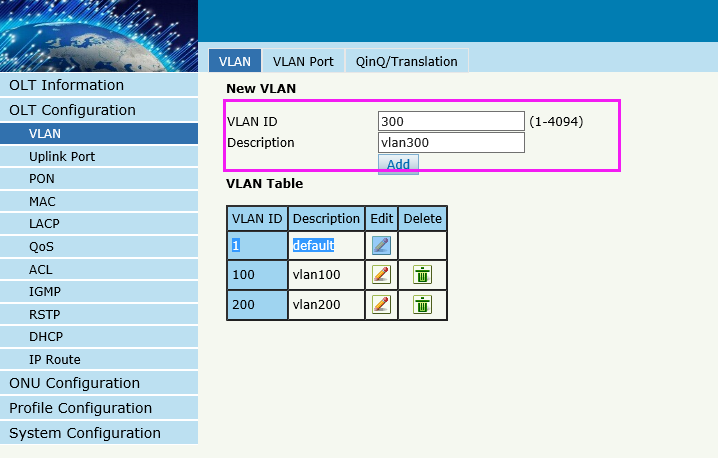 VLAN VLAN Port QinQ/Translation
OLT Information
OLT Configuration
VLAN
Uplink Port
PON
MAC
LACP
QoS
ACL
IGMP
RSTP
DHCP
IP Route
ONU Configuration
Profile Configuration
System Configuration
New VLAN
VLAN ID 300 (1-4094)
Description vlan300
Add
VLAN Table
VLAN ID Description Edit Delete
1 default
100 vlan100
200 vlan200